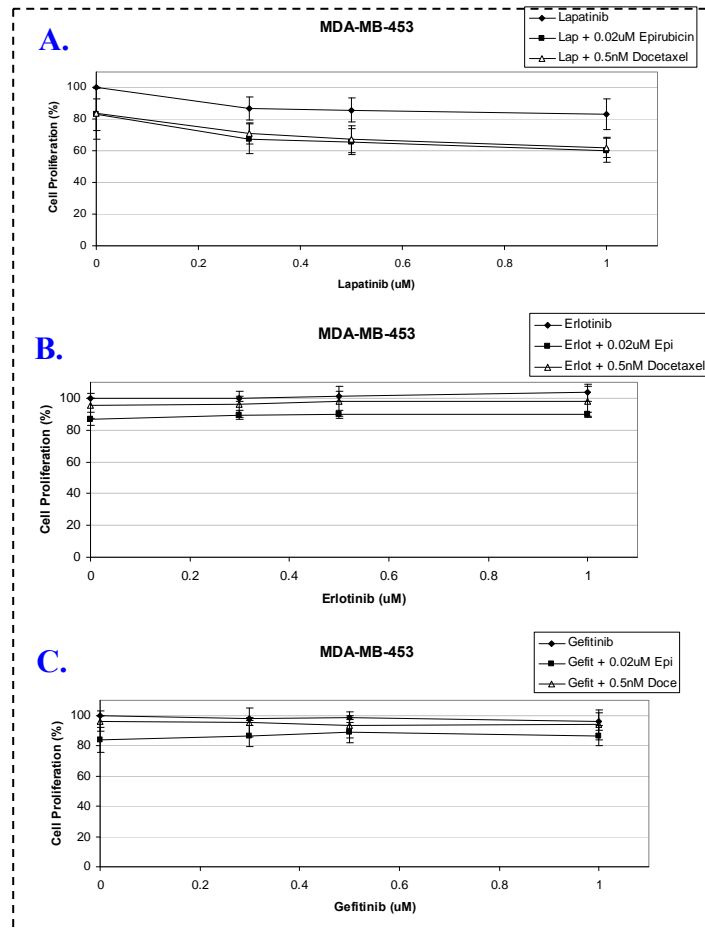 A.
MDA-MB-453
Lapatinib
Lap + 0.02uM Epirubicin
Lap + 0.5nM Docetaxel
Cell Proliferation (%)
100
80
60
40
20
0
0 0.2 0.4 0.6 0.8 1
Lapatinib (uM)
B.
MDA-MB-453
Erlotinib
Erlot + 0.02uM Epi
Erlot + 0.5nM Docetaxel
Cell Proliferation (%)
100
80
60
40
20
0
0 0.2 0.4 0.6 0.8 1
Erlotinib (uM)
C.
MDA-MB-453
Gefitinib
Gefit + 0.02uM Epi
Gefit + 0.5nM Doce
Cell Proliferation (%)
100
80
60
40
20
0
0 0.2 0.4 0.6 0.8 1
Gefitinib (uM)